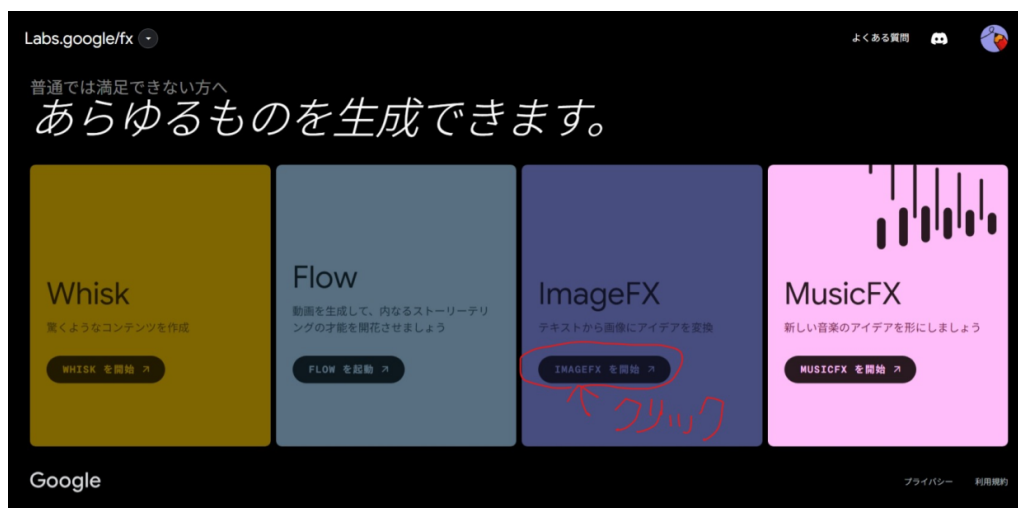 Labs.google/fx
よくある質問
普通では満足できない方へ
あらゆるものを生成できます。
Whisk
驚くようなコンテンツを作成
WHISK を開始 ↗
Flow
動画を生成して、内なるストーリーテリ
ングの才能を開花させましょう
FLOW を起動 ↗
ImageFX
テキストから画像にアイデアを変換
IMAGEFX を開始 ↗
クリック
MusicFX
新しい音楽のアイデアを形にしましょう
MUSICFX を開始 ↗
Google
プライバシー
利用規約